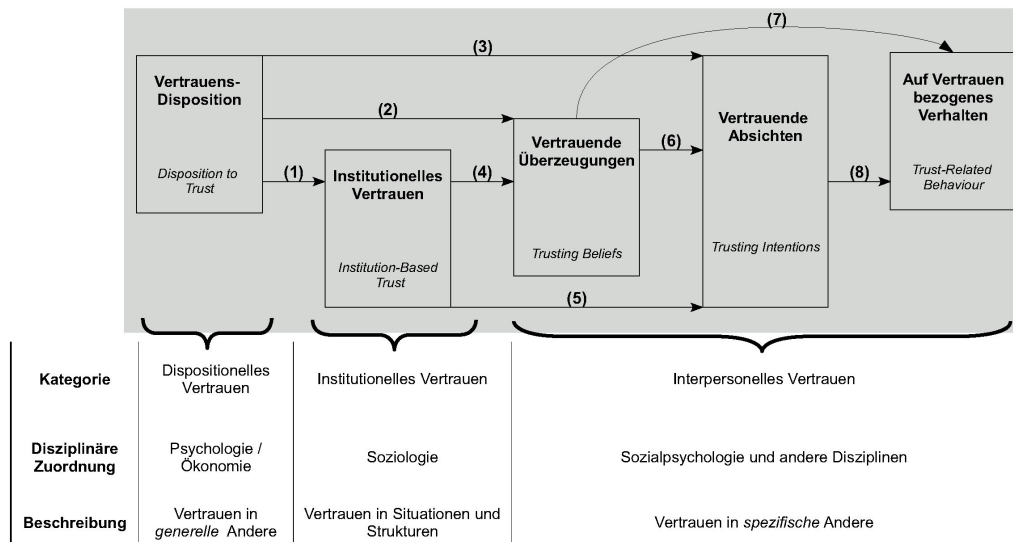 (7)
(3)
Vertrauens-
Disposition
Disposition to
Trust
(2)
(1)
Institutionelles
Vertrauen
Institution-Based
Trust
(4)
(5)
Vertrauende
Überzeugungen
Trusting Beliefs
(6)
Vertrauende
Absichten
Trusting Intentions
(8)
Auf Vertrauen
bezogenes
Verhalten
Trust-Related
Behaviour
Kategorie
Dispositionelles
Vertrauen
Institutionelles Vertrauen
Interpersonelles Vertrauen
Disziplinäre
Zuordnung
Psychologie /
Ökonomie
Soziologie
Sozialpsychologie und andere Disziplinen
Beschreibung
Vertrauen in
generelle Andere
Vertrauen in Situationen und
Strukturen
Vertrauen in spezifische Andere